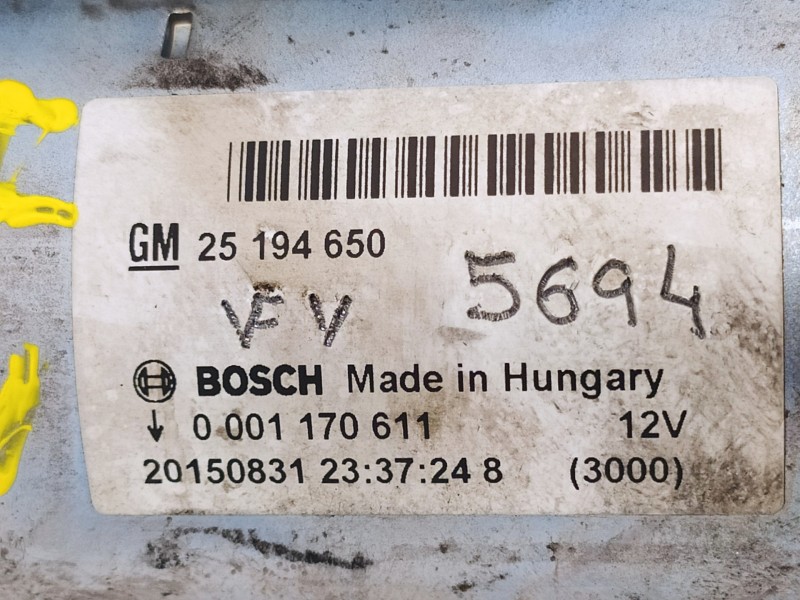 GM 25 194 650
VFV 5694
BOSCH Made in Hungary
↓ 0 001 170 611 12V
20150831 23:37:24 8 (3000)